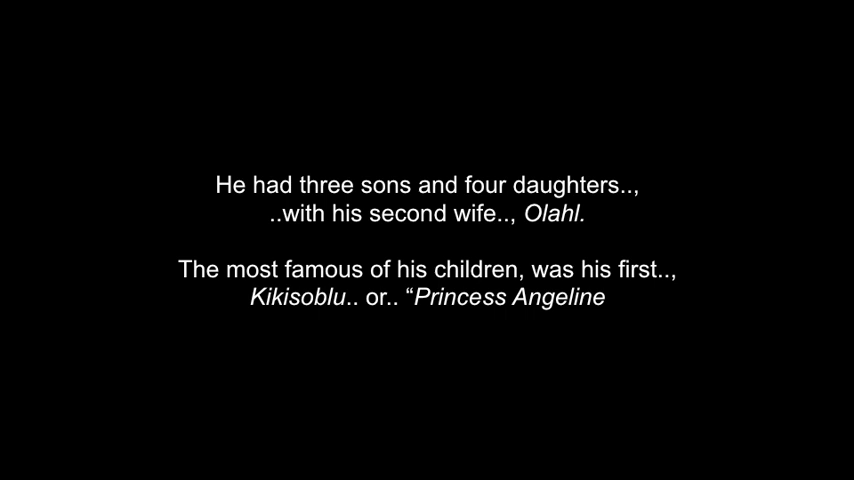 He had three sons and four daughters..,
..with his second wife.., Olahl.
The most famous of his children, was his first..,
Kikisoblu.. or.. “Princess Angeline